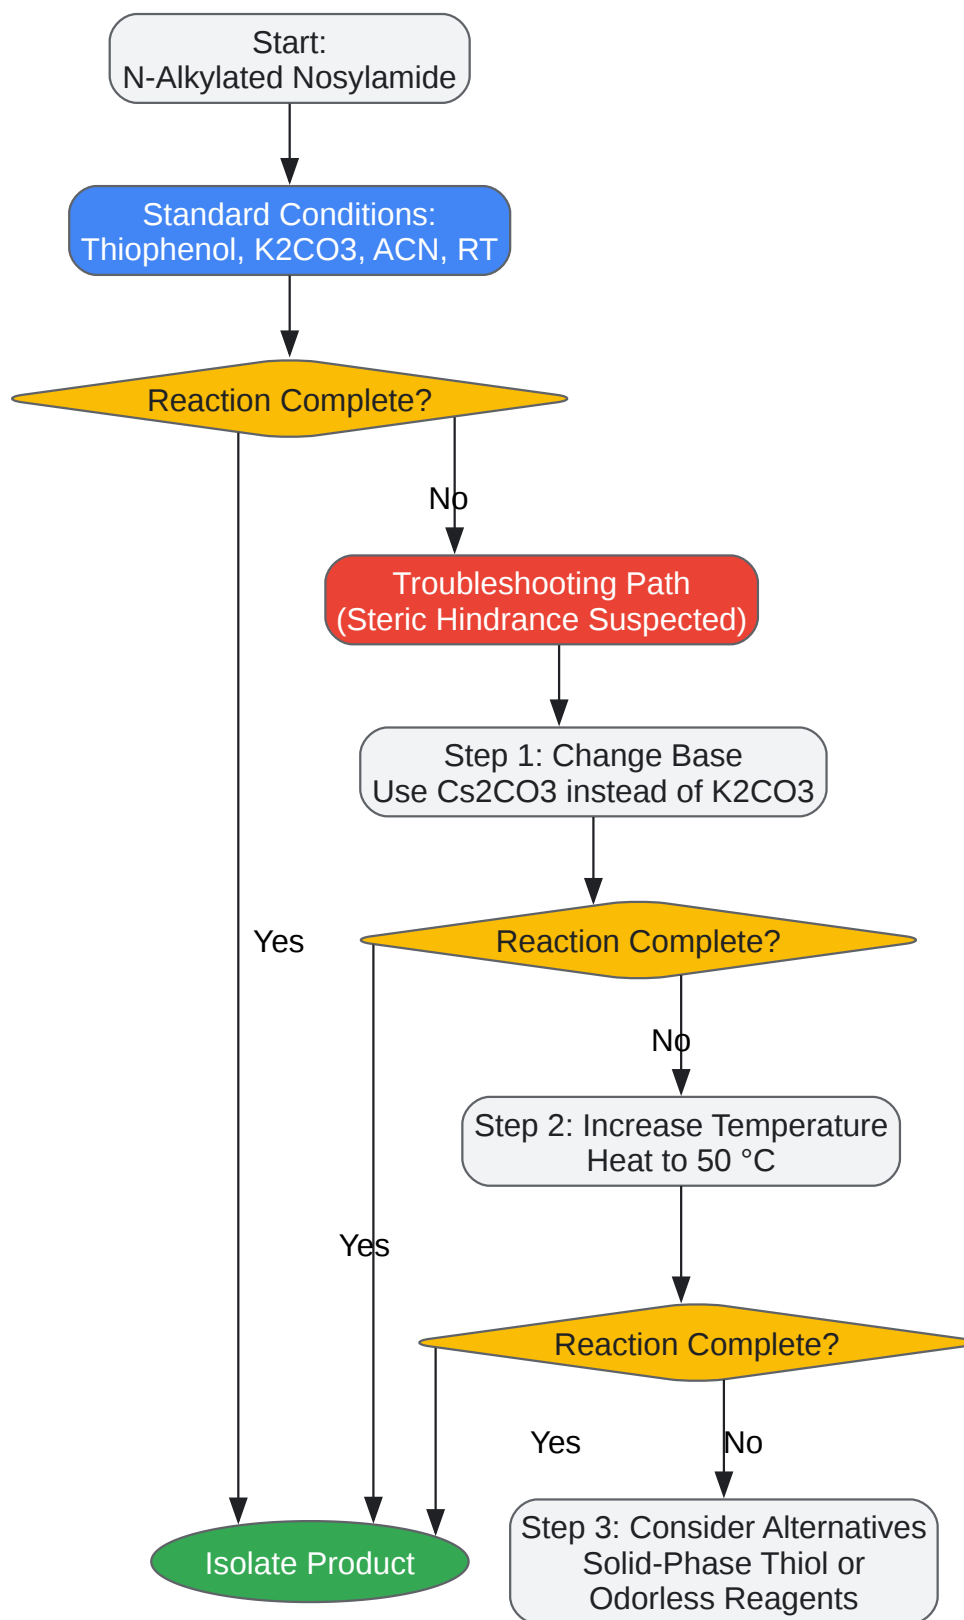 Start:
N-Alkylated Nosylamide
Standard Conditions:
Thiophenol, K2CO3, ACN, RT
Reaction Complete?
No
Troubleshooting Path
(Steric Hindrance Suspected)
Step 1: Change Base
Use Cs2CO3 instead of K2CO3
Yes
Reaction Complete?
No
Step 2: Increase Temperature
Heat to 50 °C
Yes
Reaction Complete?
Yes
No
Step 3: Consider Alternatives
Solid-Phase Thiol or
Odorless Reagents
Isolate Product